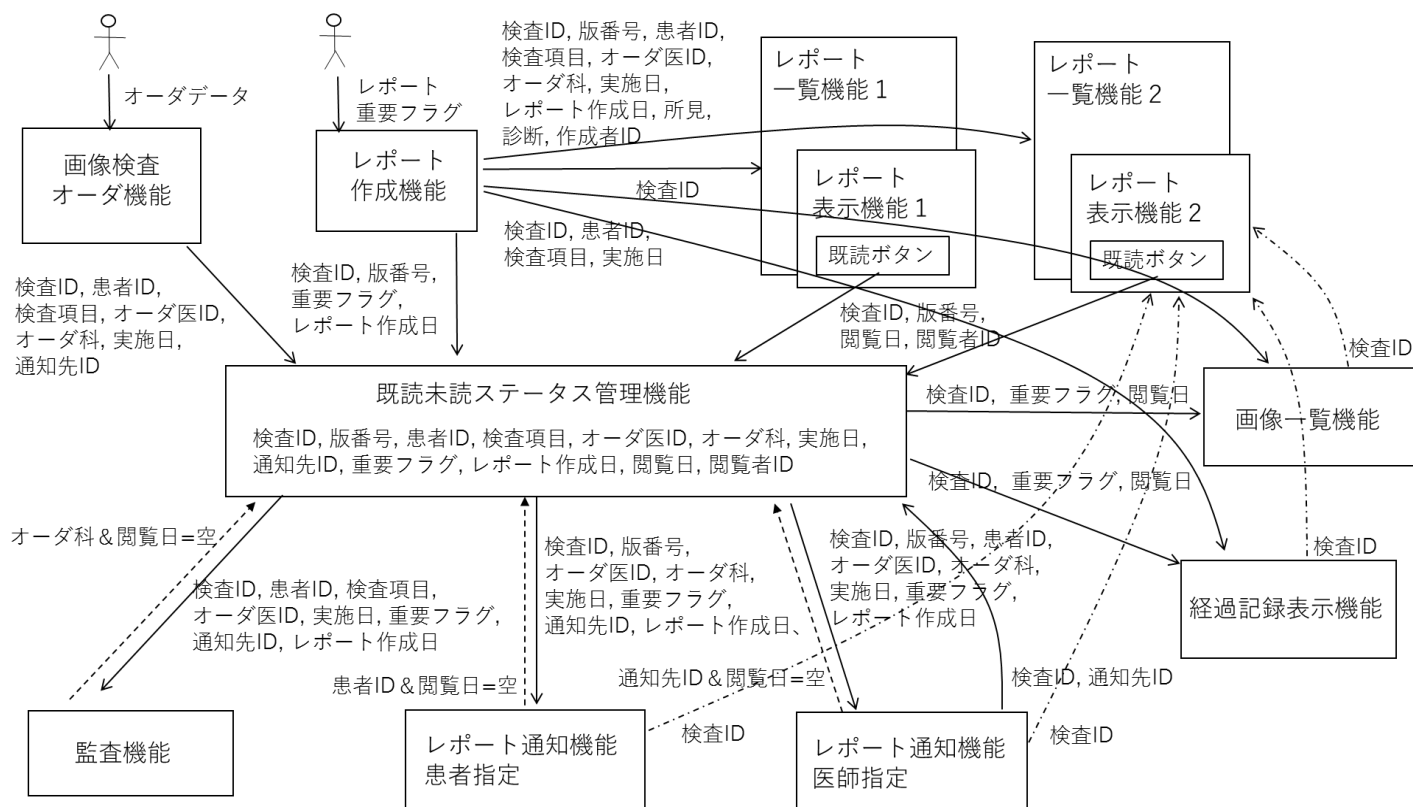 オーダデータ
レポート
重要フラグ
検査ID, 版番号, 患者ID,
検査項目, オーダ医ID,
オーダ科, 実施日,
レポート作成日, 所見,
診断, 作成者ID
レポート
一覧機能 1
レポート
一覧機能 2
画像検査
オーダ機能
レポート
作成機能
レポート
表示機能 1
既読ボタン
レポート
表示機能 2
既読ボタン
検査ID
検査ID, 患者ID,
検査項目, 実施日
検査ID, 患者ID,
検査項目, オーダ医ID,
オーダ科, 実施日,
通知先ID
検査ID, 版番号,
重要フラグ,
レポート作成日
検査ID, 版番号,
閲覧日, 閲覧者ID
検査ID
既読未読ステータス管理機能
検査ID, 版番号, 患者ID, 検査項目, オーダ医ID, オーダ科, 実施日,
通知先ID, 重要フラグ, レポート作成日, 閲覧日, 閲覧者ID
検査ID, 重要フラグ, 閲覧日
画像一覧機能
検査ID, 重要フラグ, 閲覧日
検査ID
経過記録表示機能
オーダ科&閲覧日=空
検査ID, 患者ID, 検査項目,
オーダ医ID, 実施日, 重要フラグ,
通知先ID, レポート作成日
検査ID, 版番号,
オーダ医ID, オーダ科,
実施日, 重要フラグ,
通知先ID, レポート作成日、
検査ID, 版番号, 患者ID,
オーダ医ID, オーダ科,
実施日, 重要フラグ,
レポート作成日
患者ID&閲覧日=空
通知先ID&閲覧日=空
検査ID, 通知先ID
検査ID
検査ID
監査機能
レポート通知機能
患者指定
レポート通知機能
医師指定